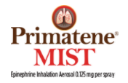 Primatene®
MIST
Epinephrine Inhalation Aerosol 0.125 mg per spray